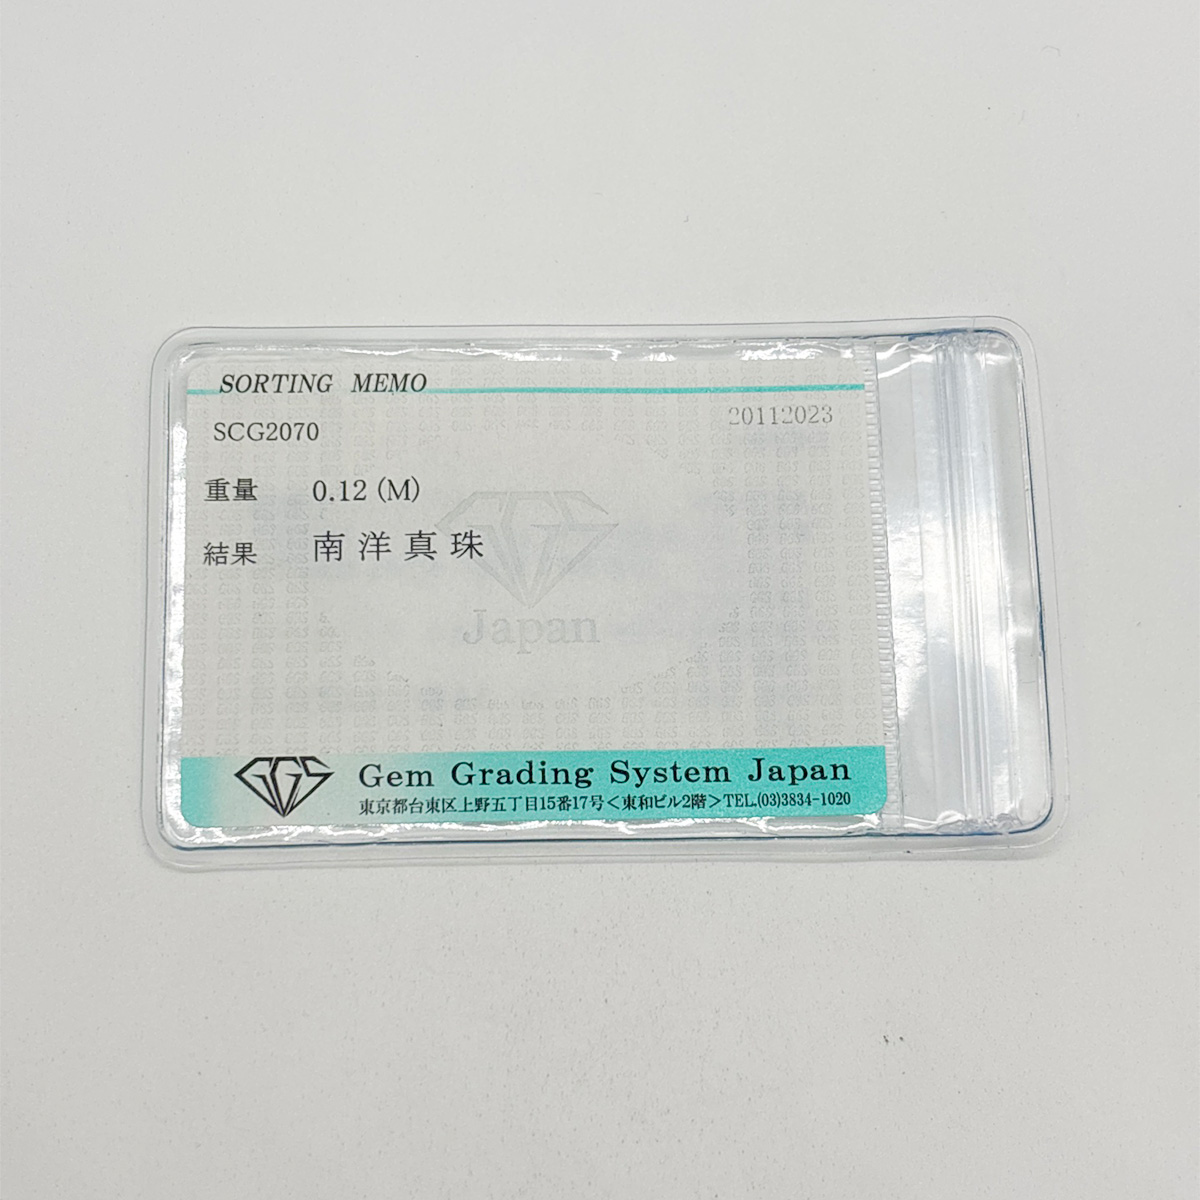 SORTING MEMO
SCG2070
20112023
重量 0.12 (M)
結果 南洋真珠
GGS
Japan
GGS
Gem Grading System Japan
東京都台東区上野五丁目15番17号<東和ビル2階>TEL.(03)3834-1020